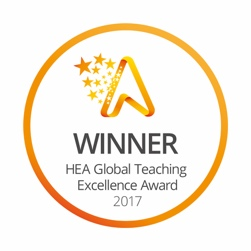 WINNER
HEA Global Teaching
Excellence Award
2017